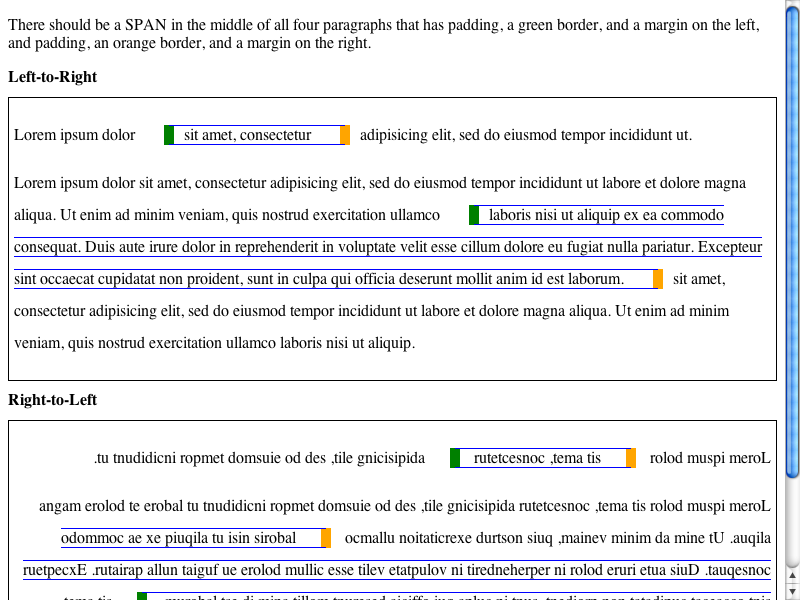 There should be a SPAN in the middle of all four paragraphs that has padding, a green border, and a margin on the left,
and padding, an orange border, and a margin on the right.
Left-to-Right
Lorem ipsum dolor sit amet, consectetur adipisicing elit, sed do eiusmod tempor incididunt ut.
Lorem ipsum dolor sit amet, consectetur adipisicing elit, sed do eiusmod tempor incididunt ut labore et dolore magna
aliqua. Ut enim ad minim veniam, quis nostrud exercitation ullamco laboris nisi ut aliquip ex ea commodo
consequat. Duis aute irure dolor in reprehenderit in voluptate velit esse cillum dolore eu fugiat nulla pariatur. Excepteur
sint occaecat cupidatat non proident, sunt in culpa qui officia deserunt mollit anim id est laborum. sit amet,
consectetur adipisicing elit, sed do eiusmod tempor incididunt ut labore et dolore magna aliqua. Ut enim ad minim
veniam, quis nostrud exercitation ullamco laboris nisi ut aliquip.
Right-to-Left
.tu tnudidicni ropmet domsuie od des ,tile gnicisipida rutetcesnoc ,tema tis rolod muspi meroL
angam erolod te erobal tu tnudidicni ropmet domsuie od des ,tile gnicisipida rutetcesnoc ,tema tis rolod muspi meroL
odommoc ae xe piuqila tu isin sirobal ocmallu noitaticrexe durtson siuq ,mainev minim da mine tU .auqila
ruetpecxE .rutairap allun taiguf ue erolod mullic esse tilev etatpulov ni tiredneherper ni rolod eruri etua siuD .tauqesnoc